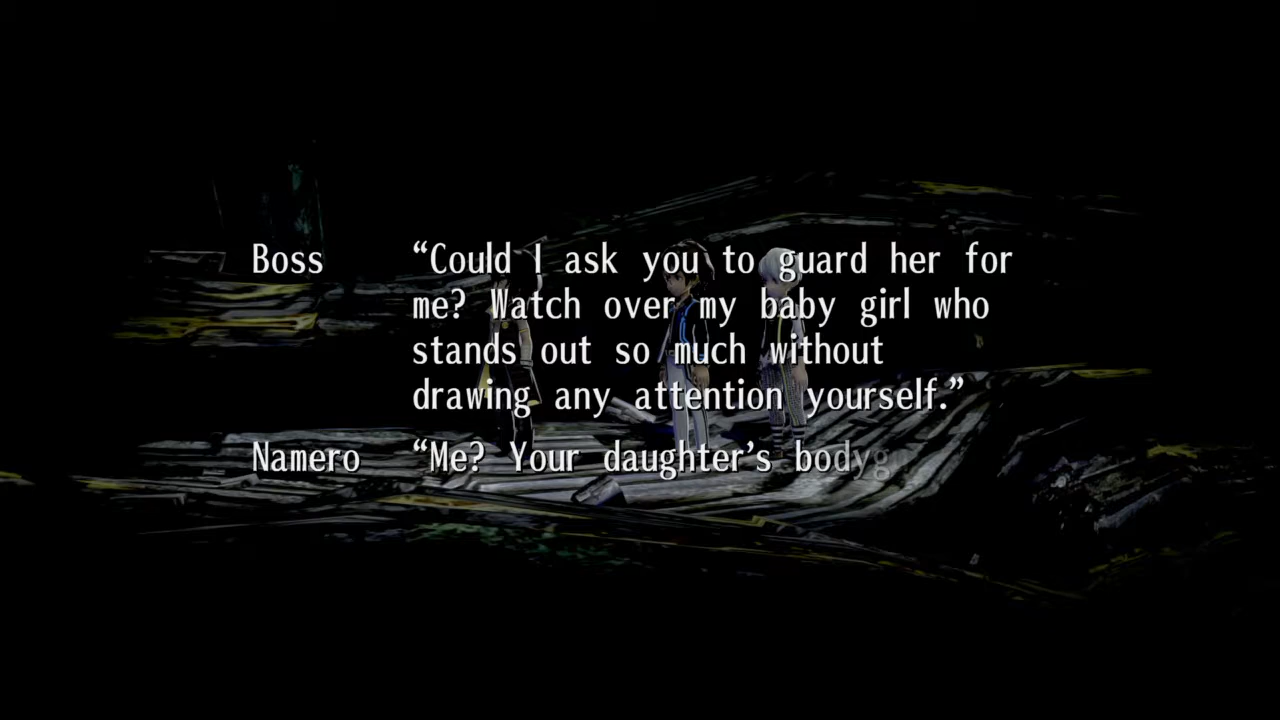 Boss “Could I ask you to guard her for
me? Watch over my baby girl who
stands out so much without
drawing any attention yourself.”
Namero “Me? Your daughter’s bodyg